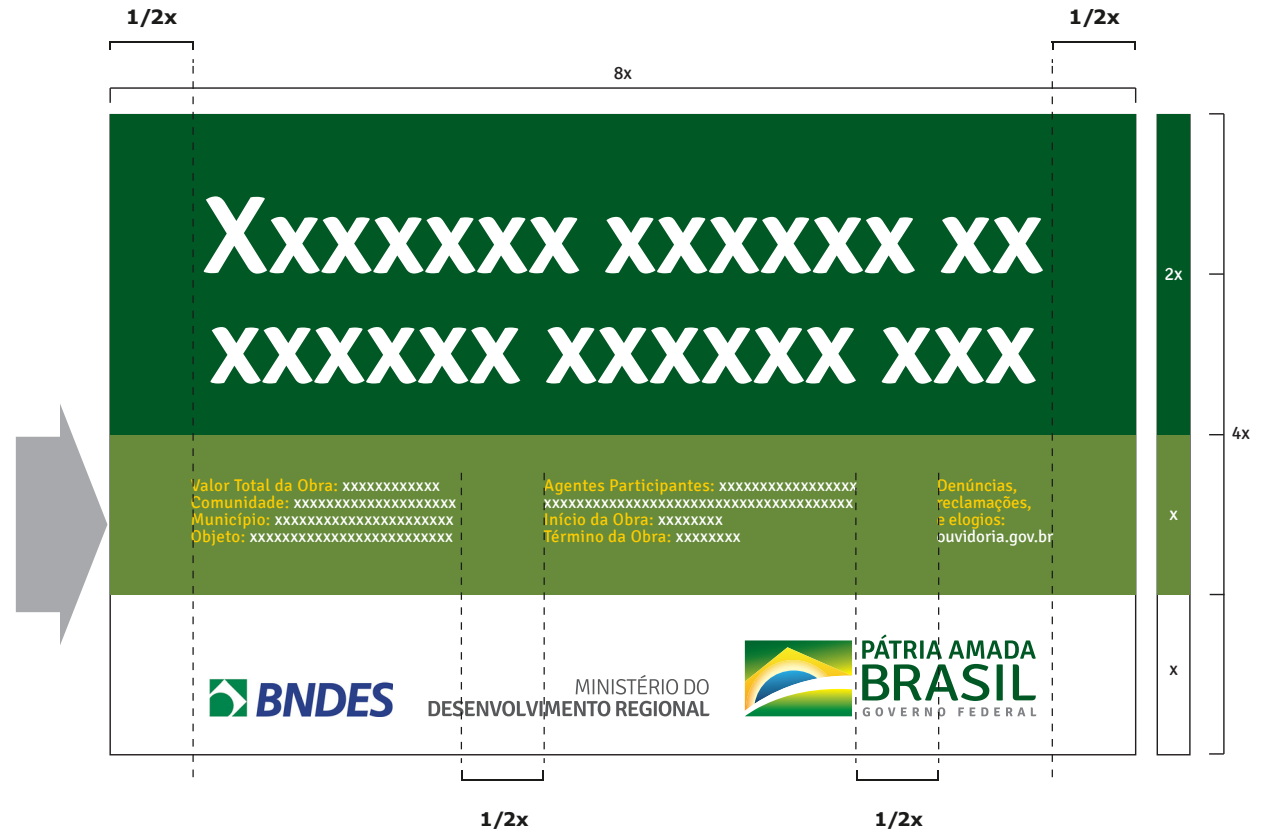 1/2x 1/2x
8x
Xxxxxxx xxxxxx xx
xxxxxx xxxxxx xxx
2x
4x
Valor Total da Obra: xxxxxxxxxxxx
Comunidade: xxxxxxxxxxxxxxxxxxxx
Município: xxxxxxxxxxxxxxxxxxxxxx
Objeto: xxxxxxxxxxxxxxxxxxxxxxxxx
Agentes Participantes: xxxxxxxxxxxxxxxxx
xxxxxxxxxxxxxxxxxxxxxxxxxxxxxxxxxxxxxx
Início da Obra: xxxxxxxx
Término da Obra: xxxxxxxx
Denúncias,
reclamações,
e elogios:
ouvidoria.gov.br
x
BNDES
MINISTÉRIO DO
DESENVOLVIMENTO REGIONAL
PÁTRIA AMADA
BRASIL
GOVERNO FEDERAL
x
1/2x 1/2x